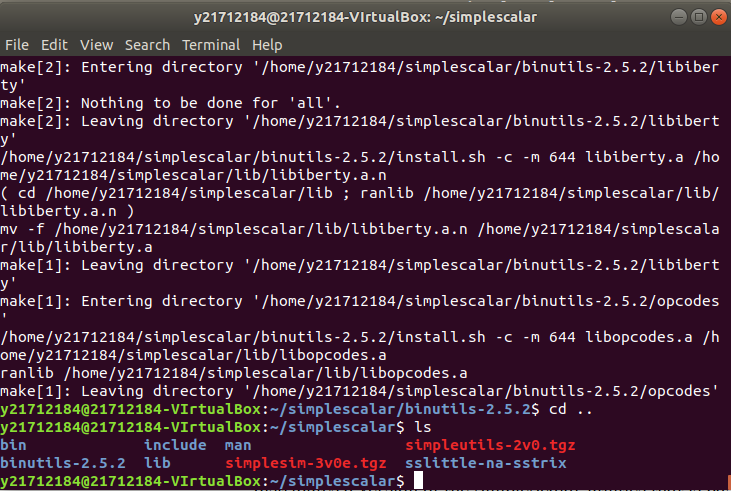 y21712184@21712184-VIrtualBox: ~/simplescalar
File Edit View Search Terminal Help
make[2]: Entering directory '/home/y21712184/simplescalar/binutils-2.5.2/libiber
ty'
make[2]: Nothing to be done for 'all'.
make[2]: Leaving directory '/home/y21712184/simplescalar/binutils-2.5.2/libibert
y'
/home/y21712184/simplescalar/binutils-2.5.2/install.sh -c -m 644 libiberty.a /ho
me/y21712184/simplescalar/lib/libiberty.a.n
( cd /home/y21712184/simplescalar/lib ; ranlib /home/y21712184/simplescalar/lib/
libiberty.a.n )
mv -f /home/y21712184/simplescalar/lib/libiberty.a.n /home/y21712184/simplescala
r/lib/libiberty.a
make[1]: Leaving directory '/home/y21712184/simplescalar/binutils-2.5.2/libibert
y'
make[1]: Entering directory '/home/y21712184/simplescalar/binutils-2.5.2/opcodes
'
/home/y21712184/simplescalar/binutils-2.5.2/install.sh -c -m 644 libopcodes.a /h
ome/y21712184/simplescalar/lib/libopcodes.a
ranlib /home/y21712184/simplescalar/lib/libopcodes.a
make[1]: Leaving directory '/home/y21712184/simplescalar/binutils-2.5.2/opcodes'
y21712184@21712184-VIrtualBox:~/simplescalar/binutils-2.5.2$ cd ..
y21712184@21712184-VIrtualBox:~/simplescalar$ ls
bin include man simpleutils-2v0.tgz
binutils-2.5.2 lib simplesim-3v0e.tgz sslittle-na-sstrix
y21712184@21712184-VIrtualBox:~/simplescalar$